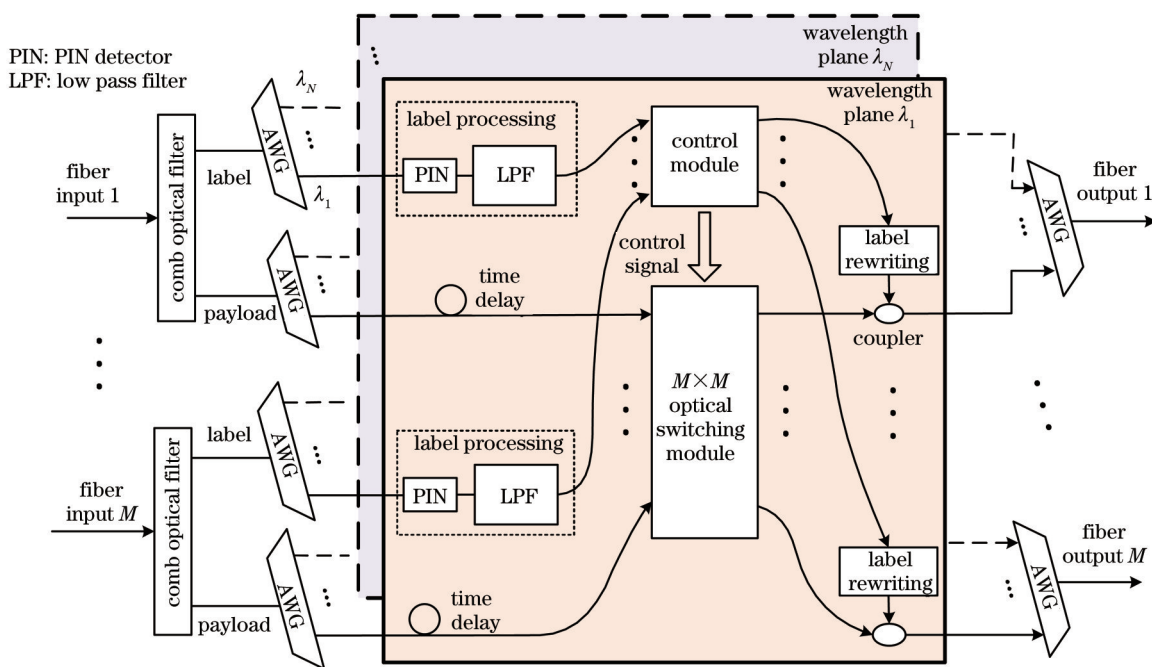 PIN: PIN detector
LPF: low pass filter
wavelength
plane λN
wavelength
plane λ1
fiber
input 1
comb optical filter
label
AWG
λN
λ1
payload
AWG
label processing
PIN
LPF
time
delay
control
module
control
signal
M×M
optical
switching
module
label
rewriting
coupler
AWG
fiber
output 1
fiber
input M
comb optical filter
label
AWG
payload
AWG
label processing
PIN
LPF
time
delay
label
rewriting
AWG
fiber
output M